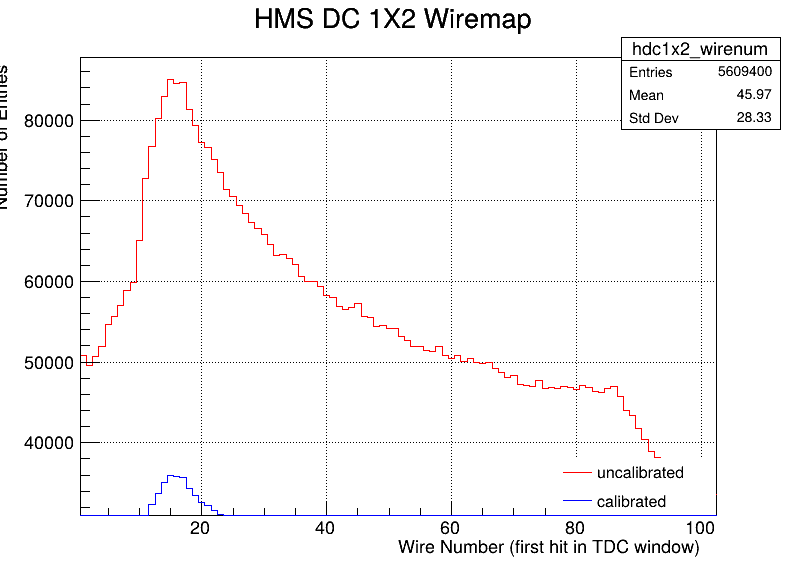 HMS DC 1X2 Wiremap
hdc1x2_wirenum
Entries 5609400
Mean 45.97
Std Dev 28.33
Number of Entries
80000
70000
60000
50000
40000
uncalibrated
calibrated
20 40 60 80 100
Wire Number (first hit in TDC window)